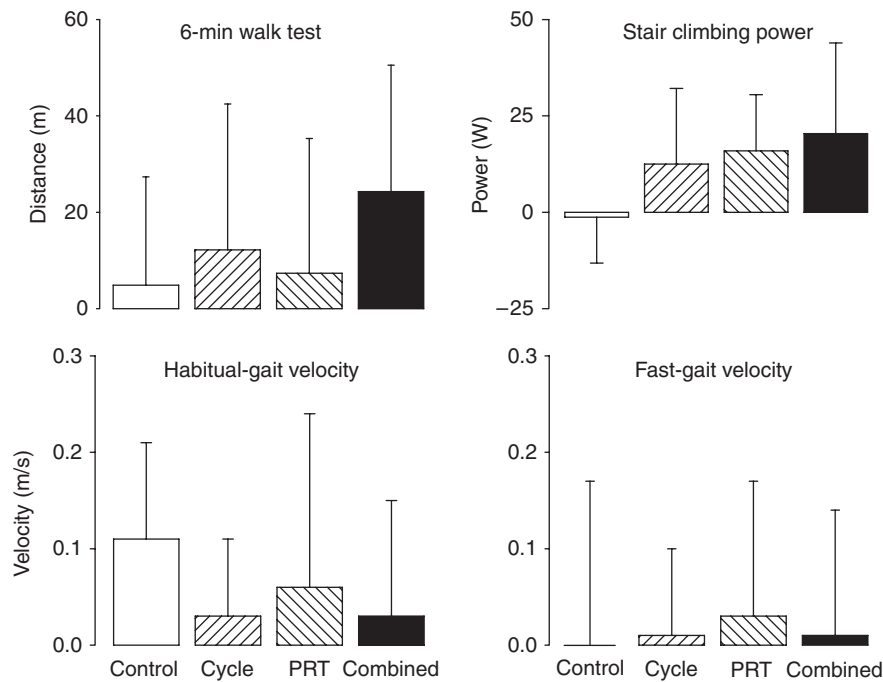 6-min walk test
Distance (m)
60
40
20
0
Stair climbing power
Power (W)
50
25
0
−25
Habitual-gait velocity
Velocity (m/s)
0.3
0.2
0.1
0.0
Control Cycle PRT Combined
Fast-gait velocity
0.3
0.2
0.1
0.0
Control Cycle PRT Combined